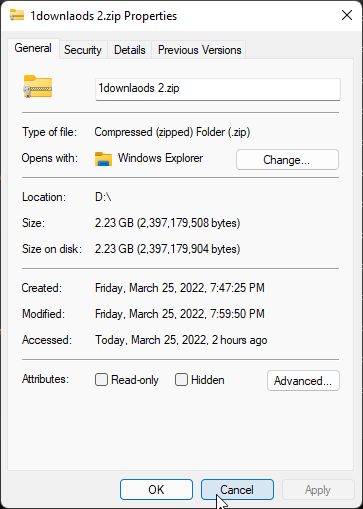 1downlaods 2.zip Properties
General Security Details Previous Versions
1downlaods 2.zip
Type of file: Compressed (zipped) Folder (.zip)
Opens with: Windows Explorer Change...
Location: D:\
Size: 2.23 GB (2,397,179,508 bytes)
Size on disk: 2.23 GB (2,397,179,904 bytes)
Created: Friday, March 25, 2022, 7:47:25 PM
Modified: Friday, March 25, 2022, 7:59:50 PM
Accessed: Today, March 25, 2022, 2 hours ago
Attributes: Read-only Hidden Advanced...
OK Cancel Apply